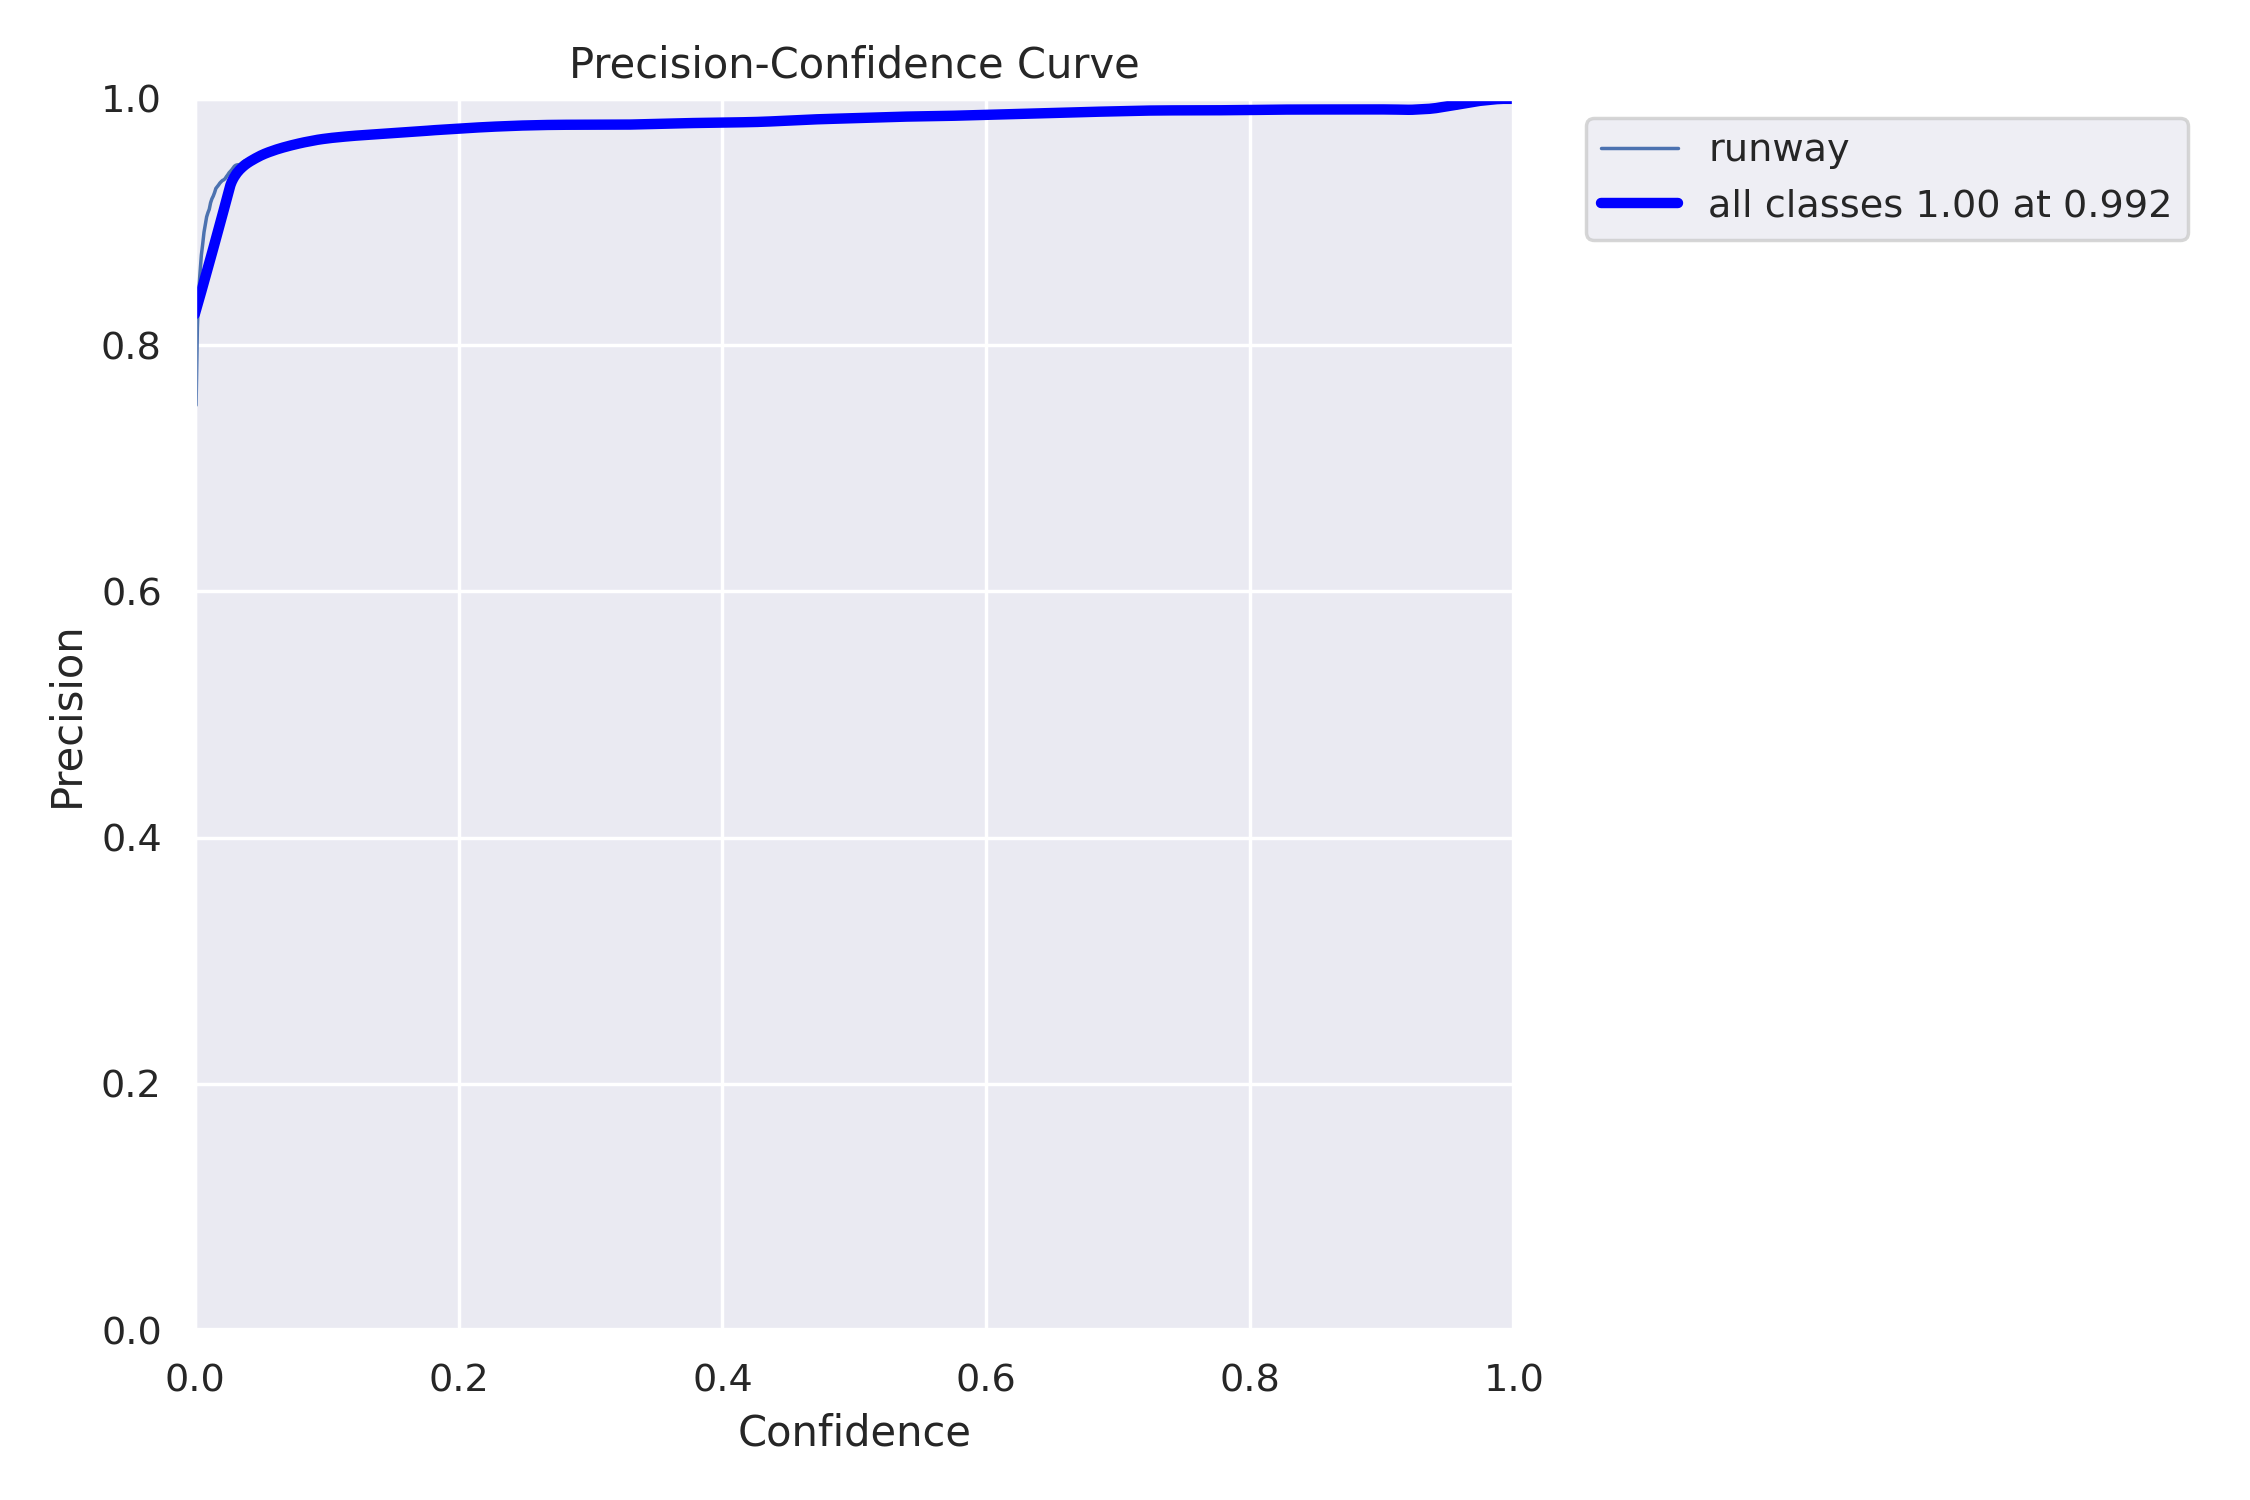 Precision-Confidence Curve
1.0
0.8
0.6
0.4
0.2
0.0
Precision
0.0 0.2 0.4 0.6 0.8 1.0
Confidence
runway
all classes 1.00 at 0.992